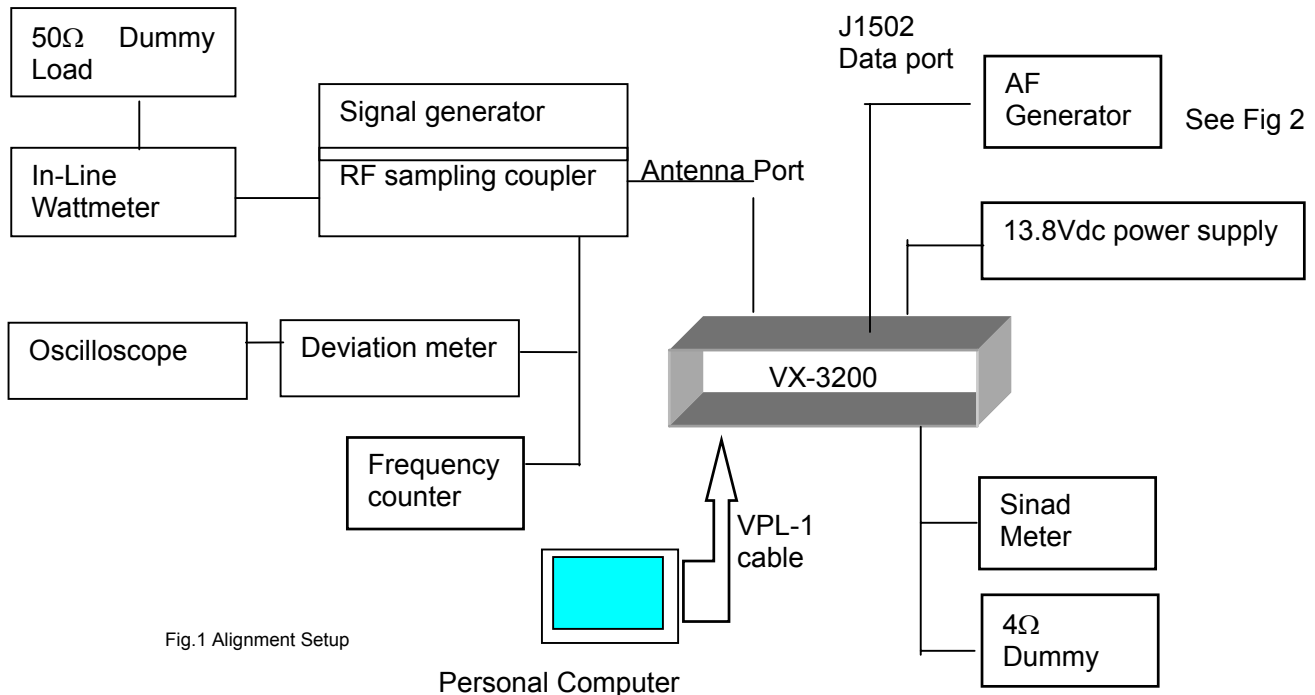 50Ω Dummy
Load
J1502
Data port
AF
Generator
See Fig 2
Signal generator
In-Line
Wattmeter
RF sampling coupler
Antenna Port
13.8Vdc power supply
Oscilloscope
Deviation meter
VX-3200
Frequency
counter
Sinad
Meter
VPL-1
cable
4Ω
Dummy
Fig.1 Alignment Setup
Personal Computer